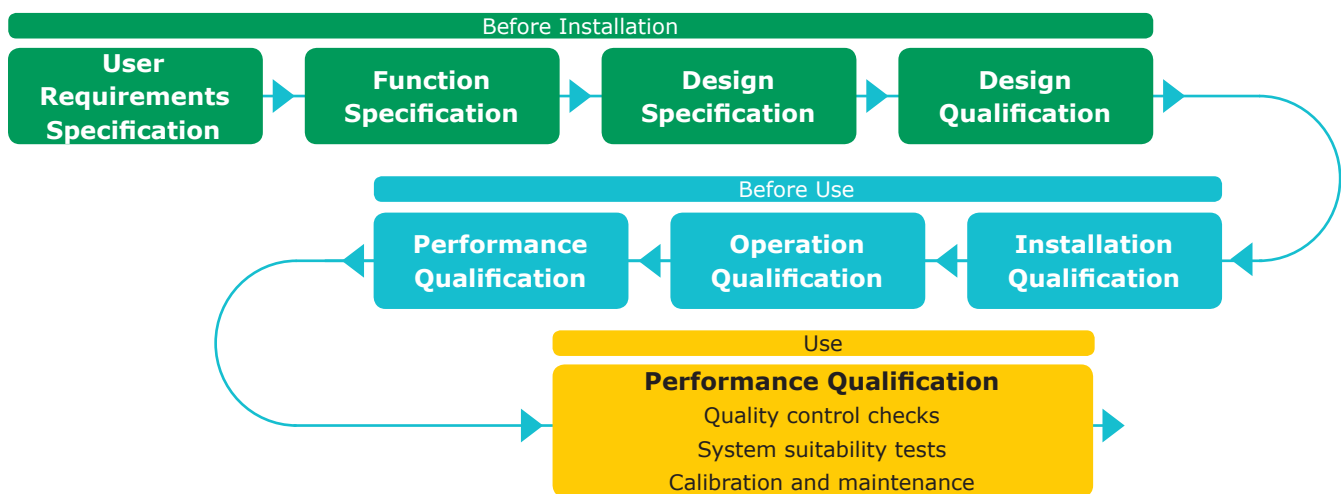 Before Installation
User
Requirements
Specification
Function
Specification
Design
Specification
Design
Qualification
Before Use
Performance
Qualification
Operation
Qualification
Installation
Qualification
Use
Performance Qualification
Quality control checks
System suitability tests
Calibration and maintenance